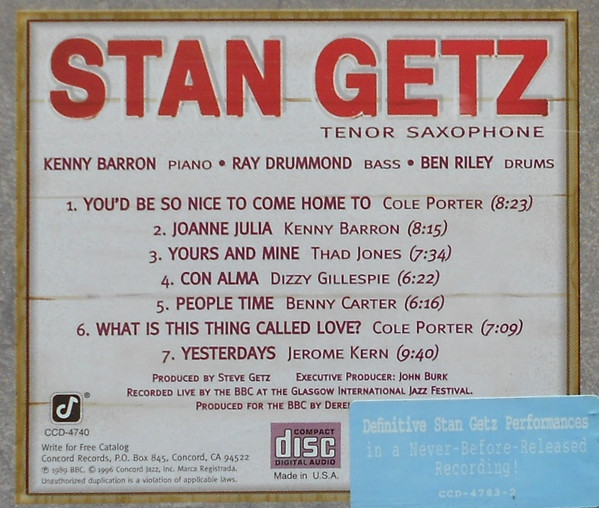 STAN GETZ
TENOR SAXOPHONE
KENNY BARRON PIANO • RAY DRUMMOND BASS • BEN RILEY DRUMS
1. YOU'D BE SO NICE TO COME HOME TO COLE PORTER (8:23)
2. JOANNE JULIA KENNY BARRON (8:15)
3. YOURS AND MINE THAD JONES (7:34)
4. CON ALMA DIZZY GILLESPIE (6:22)
5. PEOPLE TIME BENNY CARTER (6:16)
6. WHAT IS THIS THING CALLED LOVE? COLE PORTER (7:09)
7. YESTERDAYS JEROME KERN (9:40)
PRODUCED BY STEVE GETZ EXECUTIVE PRODUCER: JOHN BURK
RECORDED LIVE BY THE BBC AT THE GLASGOW INTERNATIONAL JAZZ FESTIVAL.
PRODUCED FOR THE BBC BY
®
CCD-4740
Write for Free Catalog
Concord Records, P.O. Box 845, Concord, CA 94522
℗ 1989 BBC. © 1996 Concord Jazz, Inc. Marca Registrada.
Unauthorized duplication is a violation of applicable laws.
COMPACT
disc
DIGITAL AUDIO
Made in U.S.A.
Definitive Stan Getz Performances
in a Never-Before-Released
Recording!
CCD-4783-2